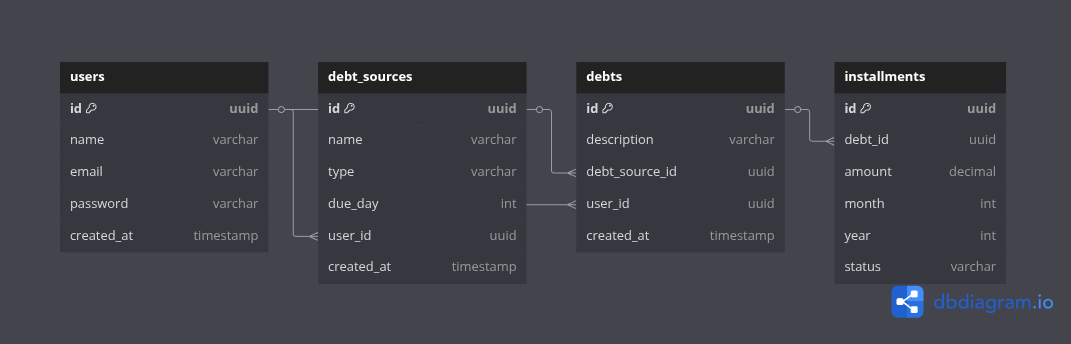 users
id uuid
name varchar
email varchar
password varchar
created_at timestamp
debt_sources
id uuid
name varchar
type varchar
due_day int
user_id uuid
created_at timestamp
debts
id uuid
description varchar
debt_source_id uuid
user_id uuid
created_at timestamp
installments
id uuid
debt_id uuid
amount decimal
month int
year int
status varchar
dbdiagram.io